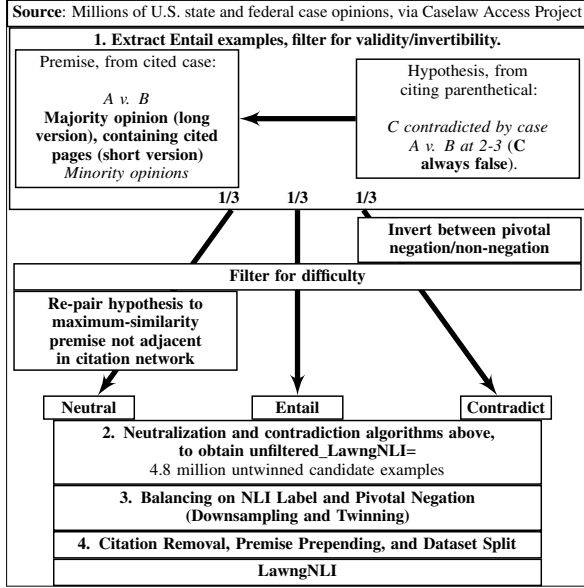 Source: Millions of U.S. state and federal case opinions, via Caselaw Access Project
1. Extract Entail examples, filter for validity/invertibility.
Premise, from cited case:
A v. B
Majority opinion (long
version), containing cited
pages (short version)
Minority opinions
Hypothesis, from
citing parenthetical:
C contradicted by case
A v. B at 2-3 (C
always false).
1/3 1/3 1/3
Invert between pivotal
negation/non-negation
Filter for difficulty
Re-pair hypothesis to
maximum-similarity
premise not adjacent
in citation network
Neutral Entail Contradict
2. Neutralization and contradiction algorithms above,
to obtain unfiltered_LawngNLI=
4.8 million untwinned candidate examples
3. Balancing on NLI Label and Pivotal Negation
(Downsampling and Twinning)
4. Citation Removal, Premise Prepending, and Dataset Split
LawngNLI